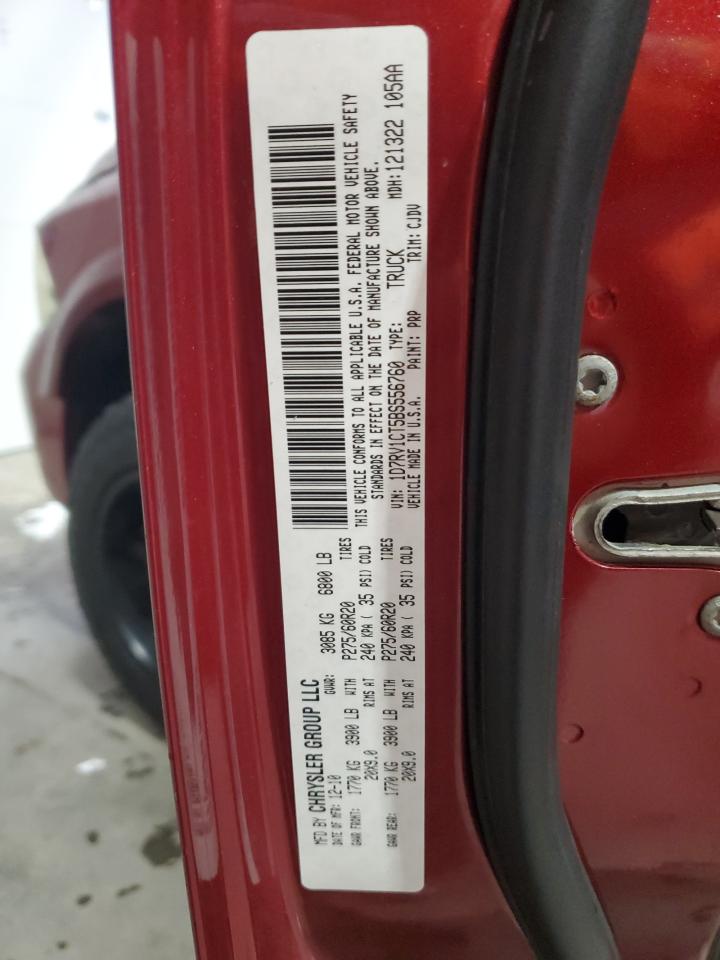 MFD BY CHRYSLER GROUP LLC
DATE OF MFR: 12-10 GVWR: 3085 KG 6800 LB
GAWR FRONT: 1770 KG 3900 LB WITH P275/60R20 TIRES
20X9.0 RIMS AT 240 KPA ( 35 PSI) COLD
GAWR REAR: 1770 KG 3900 LB WITH P275/60R20 TIRES
20X9.0 RIMS AT 240 KPA ( 35 PSI) COLD
THIS VEHICLE CONFORMS TO ALL APPLICABLE U.S.A. FEDERAL MOTOR VEHICLE SAFETY
STANDARDS IN EFFECT ON THE DATE OF MANUFACTURE SHOWN ABOVE.
VIN: 1D7RV1CT5BS556760 TYPE: TRUCK MDH: 121322 105AA
VEHICLE MADE IN U.S.A. PAINT: PRP TRIM: CJDV